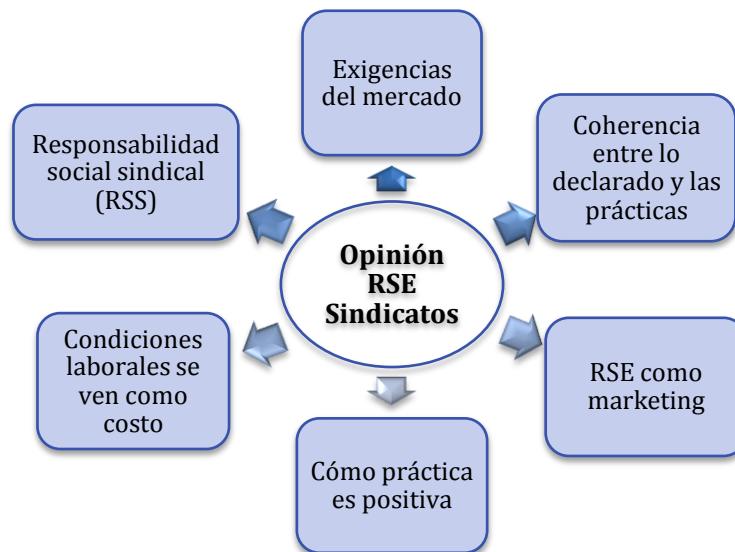 Exigencias
del mercado
Coherencia
entre lo
declarado y las
prácticas
RSE como
marketing
Cómo práctica
es positiva
Condiciones
laborales se
ven como
costo
Responsabilidad
social sindical
(RSS)
Opinión
RSE
Sindicatos